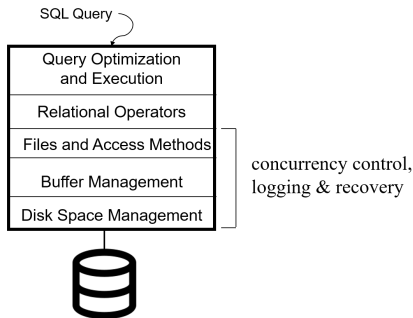 SQL Query
Query Optimization
and Execution
Relational Operators
Files and Access Methods
Buffer Management
Disk Space Management
concurrency control,
logging & recovery